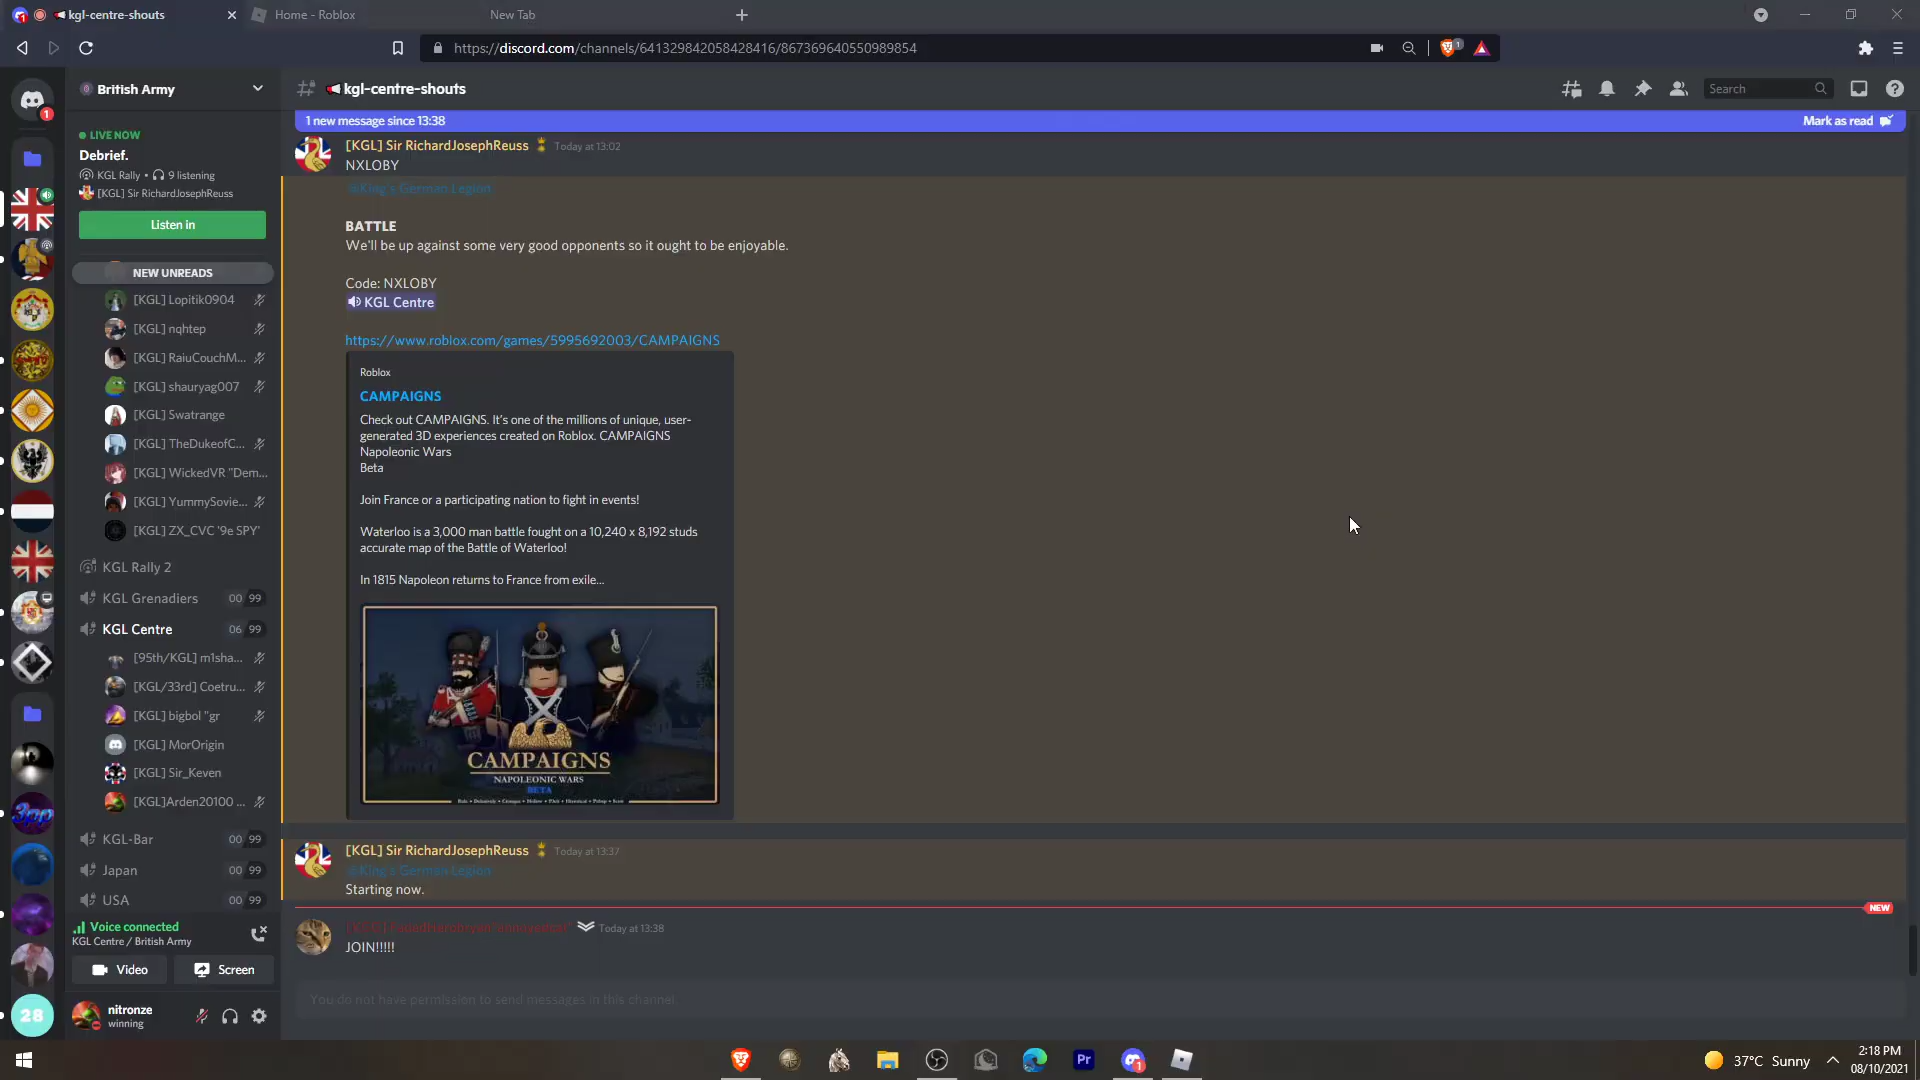 kgl-centre-shouts
Home - Roblox
New Tab
https://discord.com/channels/641329842058428416/867369640550989854
1
British Army
kgl-centre-shouts
Search
LIVE NOW
Debrief.
KGL Rally • 9 listening
[KGL] Sir RichardJosephReuss
Listen in
NEW UNREADS
[KGL] Lopitik0904
[KGL] nqhtep
[KGL] RaiuCouchM...
[KGL] shauryag007
[KGL] Swatrange
[KGL] TheDukeofC...
[KGL] WickedVR "Dem...
[KGL] YummySovie...
[KGL] ZX_CVC '9e SPY'
KGL Rally 2
KGL Grenadiers 00 99
KGL Centre 06 99
[95th/KGL] m1sha...
[KGL/33rd] Coetru...
[KGL] bigbol "gr
[KGL] MorOrigin
[KGL] Sir_Keven
[KGL]Arden20100 ...
KGL-Bar 00 99
Japan 00 99
USA 00 99
Voice connected
KGL Centre / British Army
Video Screen
nitronze
winning
1
3pp
28
1 new message since 13:38 Mark as read
[KGL] Sir RichardJosephReuss Today at 13:02
NXLOBY
@King's German Legion
BATTLE
We'll be up against some very good opponents so it ought to be enjoyable.
Code: NXLOBY
KGL Centre
https://www.roblox.com/games/5995692003/CAMPAIGNS
Roblox
CAMPAIGNS
Check out CAMPAIGNS. It's one of the millions of unique, user-
generated 3D experiences created on Roblox. CAMPAIGNS
Napoleonic Wars
Beta
Join France or a participating nation to fight in events!
Waterloo is a 3,000 man battle fought on a 10,240 x 8,192 studs
accurate map of the Battle of Waterloo!
In 1815 Napoleon returns to France from exile...
CAMPAIGNS
NAPOLEONIC WARS
BETA
[KGL] Sir RichardJosephReuss Today at 13:37
@King's German Legion
Starting now.
NEW
Today at 13:38
JOIN!!!!!
You do not have permission to send messages in this channel.
Pr
1
37°C Sunny
2:18 PM
08/10/2021